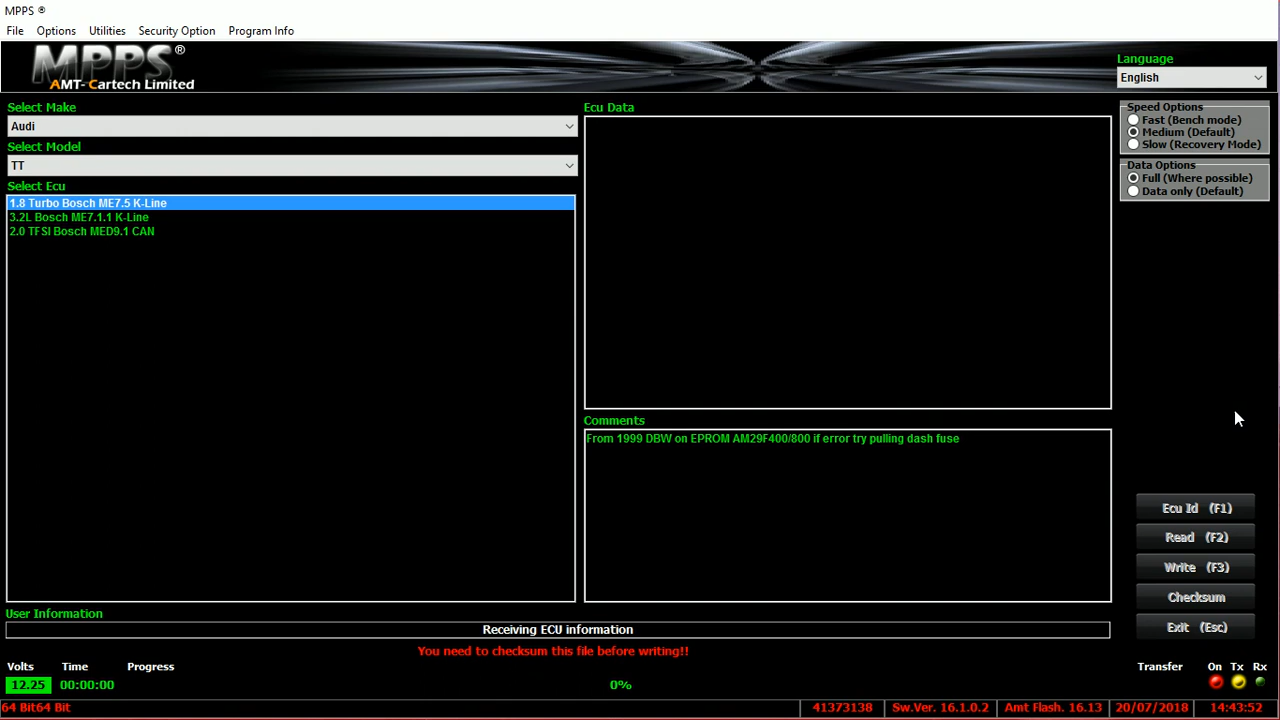 MPPS ®
File Options Utilities Security Option Program Info
MPPS®
AMT- Cartech Limited
Language
English
Select Make
Audi
Select Model
TT
Select Ecu
1.8 Turbo Bosch ME7.5 K-Line
3.2L Bosch ME7.1.1 K-Line
2.0 TFSI Bosch MED9.1 CAN
Ecu Data
Comments
From 1999 DBW on EPROM AM29F400/800 if error try pulling dash fuse
Speed Options
Fast (Bench mode)
Medium (Default)
Slow (Recovery Mode)
Data Options
Full (Where possible)
Data only (Default)
Ecu Id (F1)
Read (F2)
Write (F3)
Checksum
Exit (Esc)
User Information
Receiving ECU information
You need to checksum this file before writing!!
Volts Time Progress
12.25 00:00:00 0%
Transfer On Tx Rx
64 Bit64 Bit 41373138 Sw.Ver. 16.1.0.2 Amt Flash. 16.13 20/07/2018 14:43:52